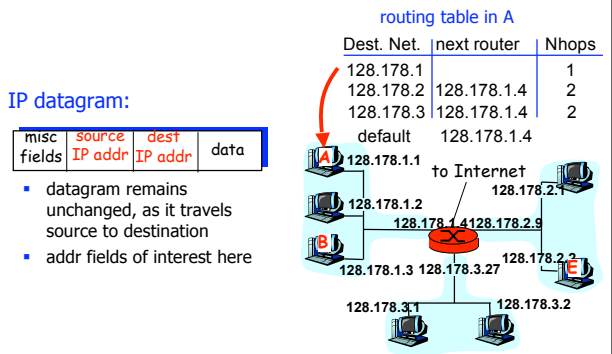 routing table in A
Dest. Net. next router Nhops
128.178.1 1
128.178.2 128.178.1.4 2
128.178.3 128.178.1.4 2
default 128.178.1.4
IP datagram:
misc fields source IP addr dest IP addr data
datagram remains
unchanged, as it travels
source to destination
addr fields of interest here
A 128.178.1.1
to Internet
128.178.2.1
128.178.1.2
128.178.1.4 128.178.2.9
B
128.178.1.3 128.178.3.27
128.178.2.2
E
128.178.3.1 128.178.3.2